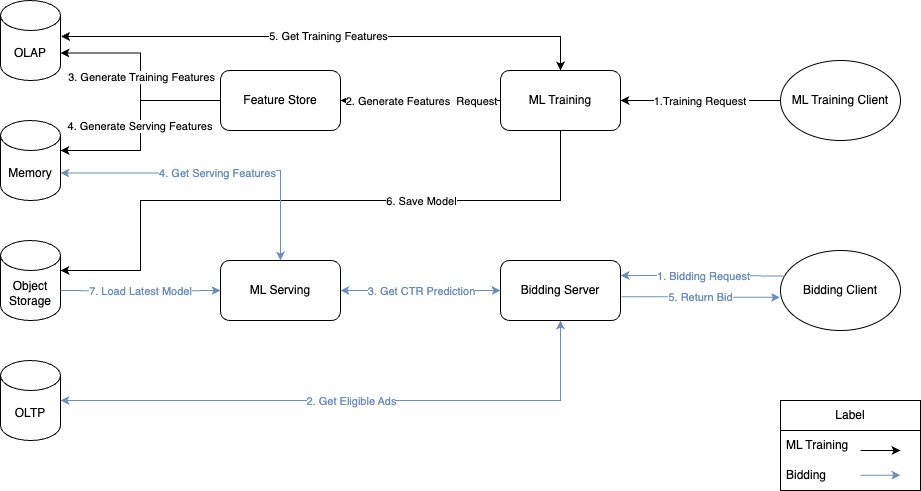 OLAP
5. Get Training Features
3. Generate Training Features
Feature Store
2. Generate Features Request
ML Training
1.Training Request
ML Training Client
4. Generate Serving Features
Memory
4. Get Serving Features
6. Save Model
Object
Storage
7. Load Latest Model
ML Serving
3. Get CTR Prediction
Bidding Server
1. Bidding Request
5. Return Bid
Bidding Client
OLTP
2. Get Eligible Ads
Label
ML Training
Bidding